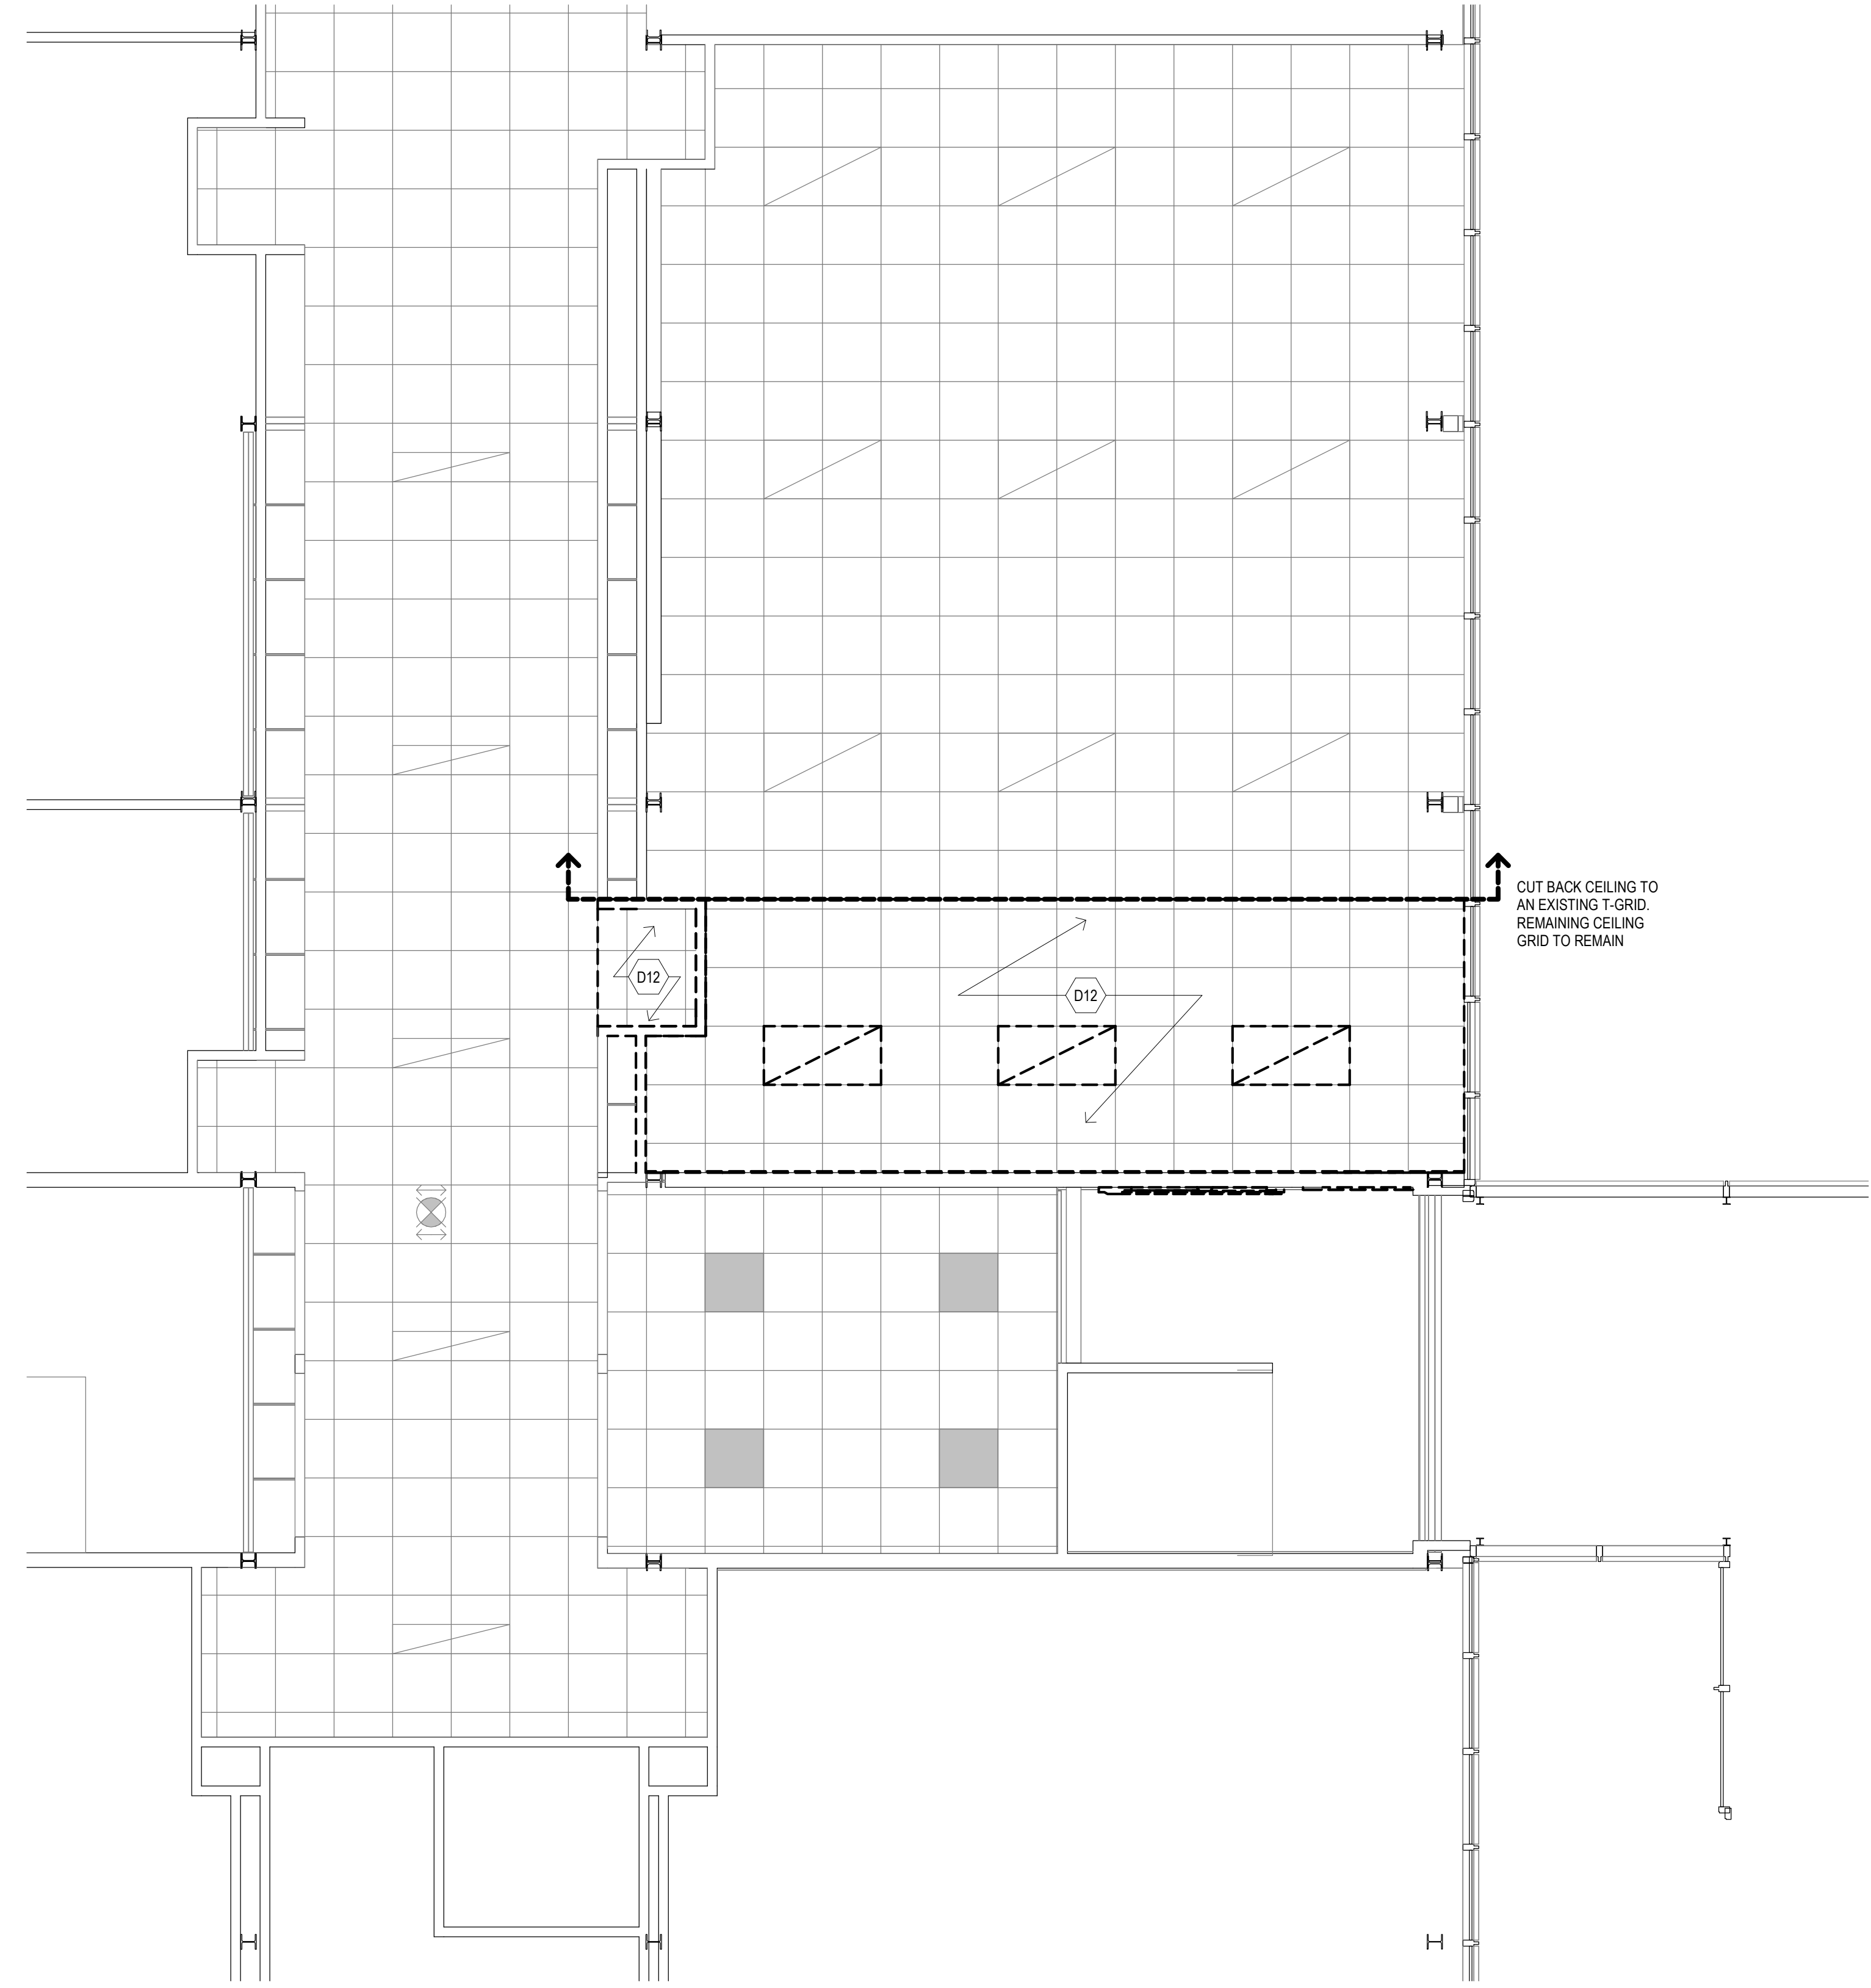 CUT BACK CEILING TO
AN EXISTING T-GRID.
REMAINING CEILING
GRID TO REMAIN
D12
D12